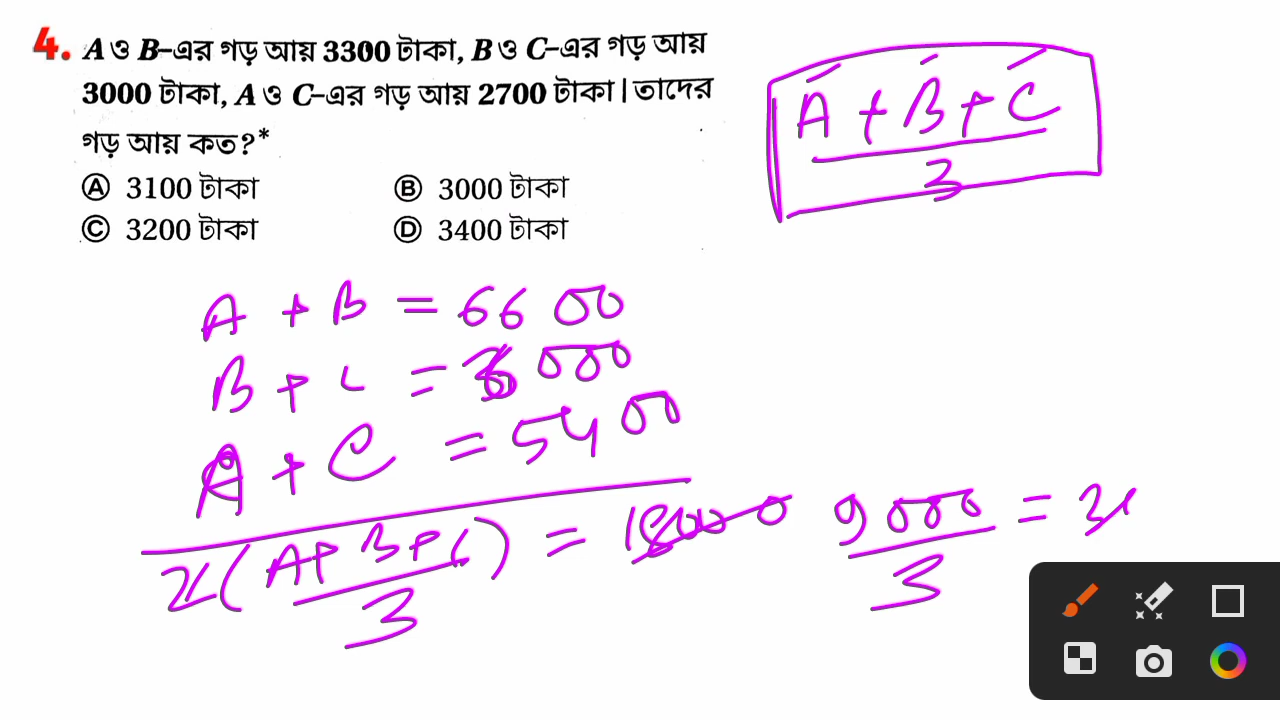 4. A ও B-এর গড় আয় 3300 টাকা, B ও C-এর গড় আয়
3000 টাকা, A ও C-এর গড় আয় 2700 টাকা। তাদের
গড় আয় কত?*
Ⓐ 3100 টাকা Ⓑ 3000 টাকা
Ⓒ 3200 টাকা Ⓓ 3400 টাকা
A + B + C
3
A + B = 6600
B + C = 6000
A + C = 5400
2(A+B+C) = 18000 9000 =
3 3